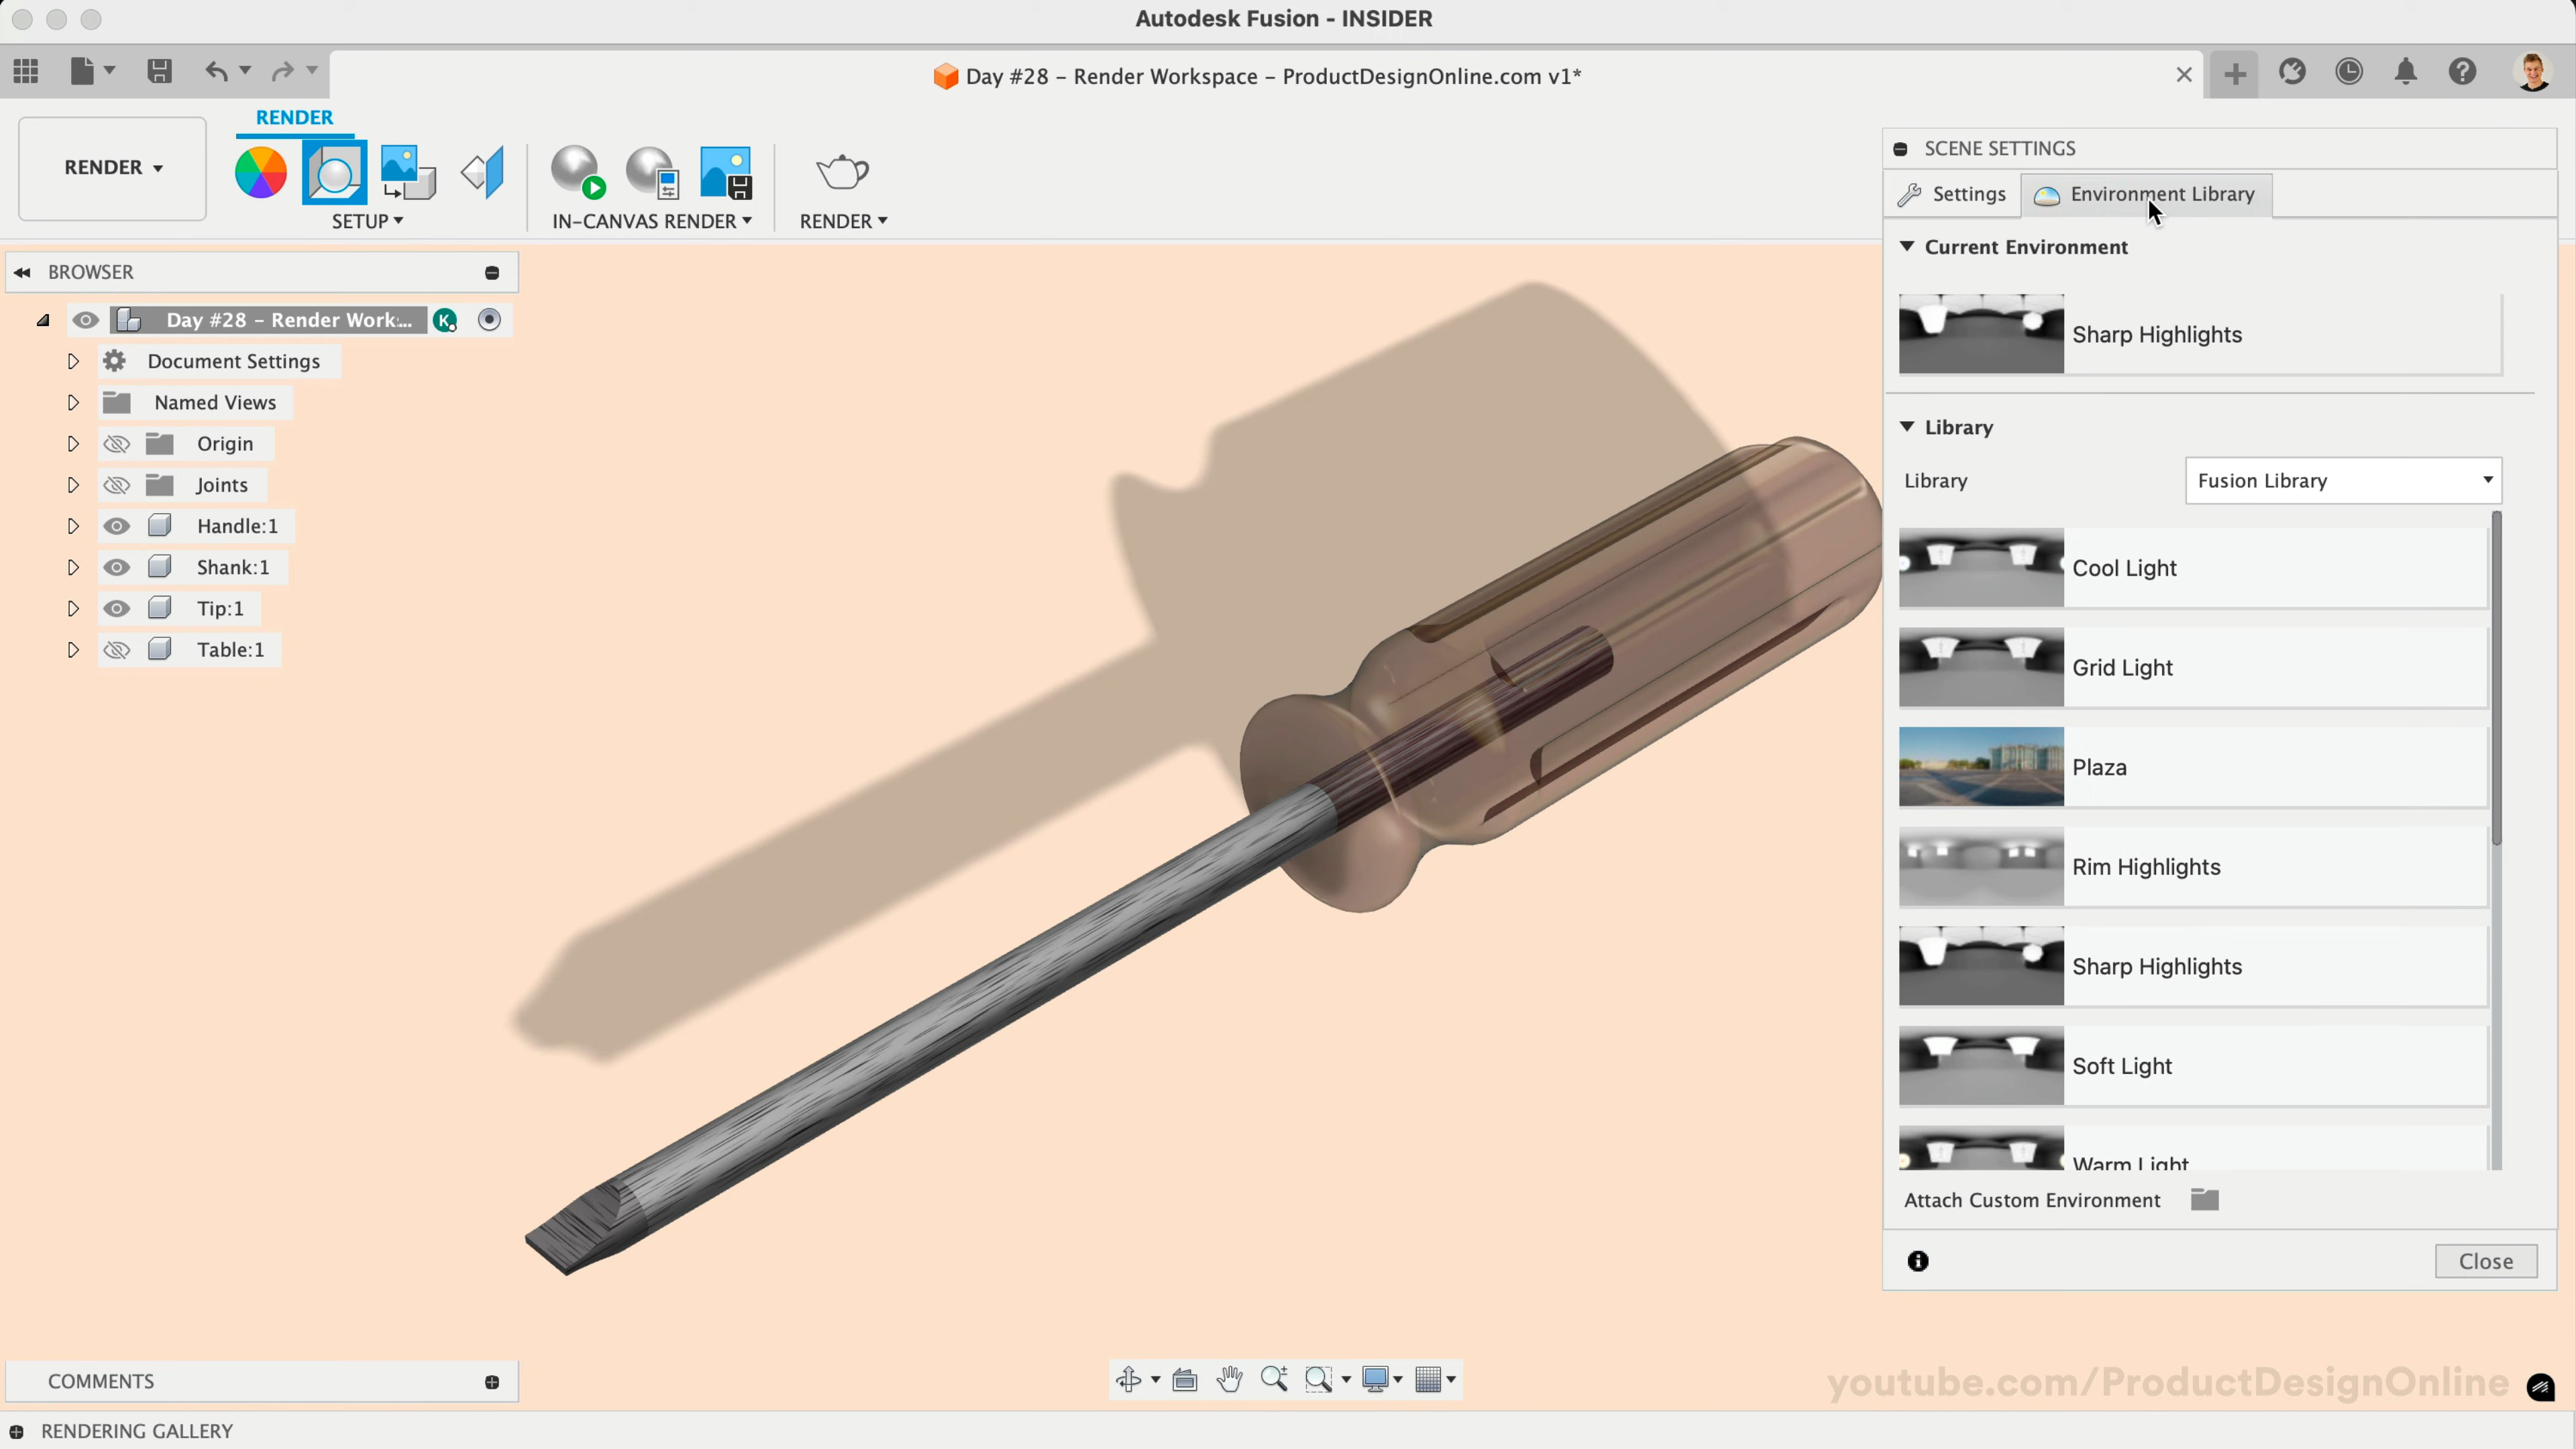 Autodesk Fusion - INSIDER
Day #28 – Render Workspace – ProductDesignOnline.com v1*
RENDER
RENDER
SETUP
IN-CANVAS RENDER
RENDER
BROWSER
Day #28 – Render Work...
K
Document Settings
Named Views
Origin
Joints
Handle:1
Shank:1
Tip:1
Table:1
SCENE SETTINGS
Settings
Environment Library
Current Environment
Sharp Highlights
Library
Library
Fusion Library
Cool Light
Grid Light
Plaza
Rim Highlights
Sharp Highlights
Soft Light
Warm Light
Attach Custom Environment
Close
COMMENTS
youtube.com/ProductDesignOnline
RENDERING GALLERY